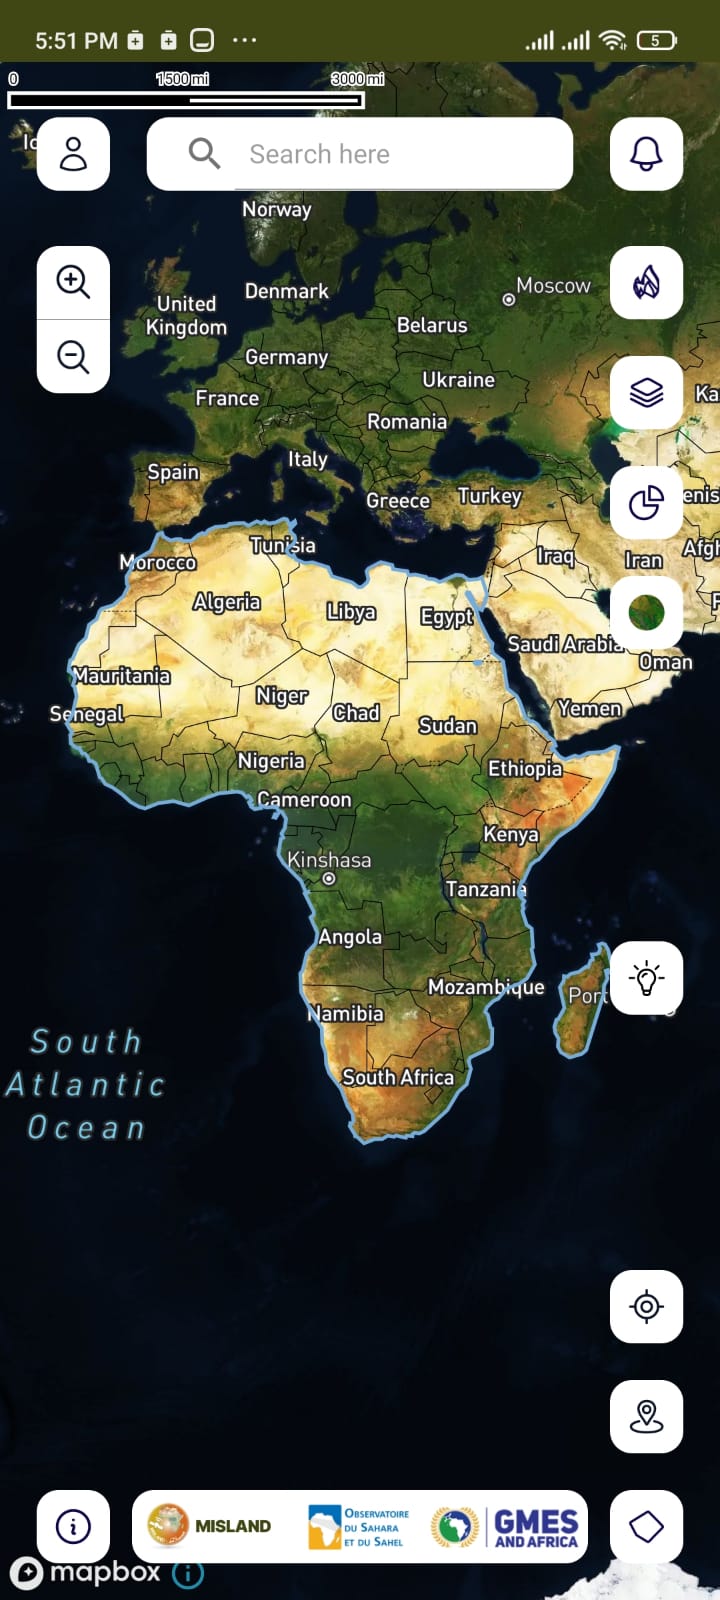 5:51 PM
5
0 1500 mi 3000 mi
Ic
Search here
Norway
Denmark
Moscow
United
Kingdom
Belarus
Germany
Ukraine
France
Ka
Romania
Italy
Spain
Greece
Turkey
enis
Tunisia
Morocco
Iraq
Iran
Afgh
Algeria
Libya
Egypt
P
Saudi Arabia
Oman
Mauritania
Niger
Chad
Senegal
Sudan
Yemen
Nigeria
Ethiopia
Cameroon
Kenya
Kinshasa
Tanzania
Angola
Mozambique
Port
Namibia
South
Atlantic
Ocean
South Africa
MISLAND
OBSERVATOIRE
DU SAHARA
ET DU SAHEL
GMES
AND AFRICA
mapbox